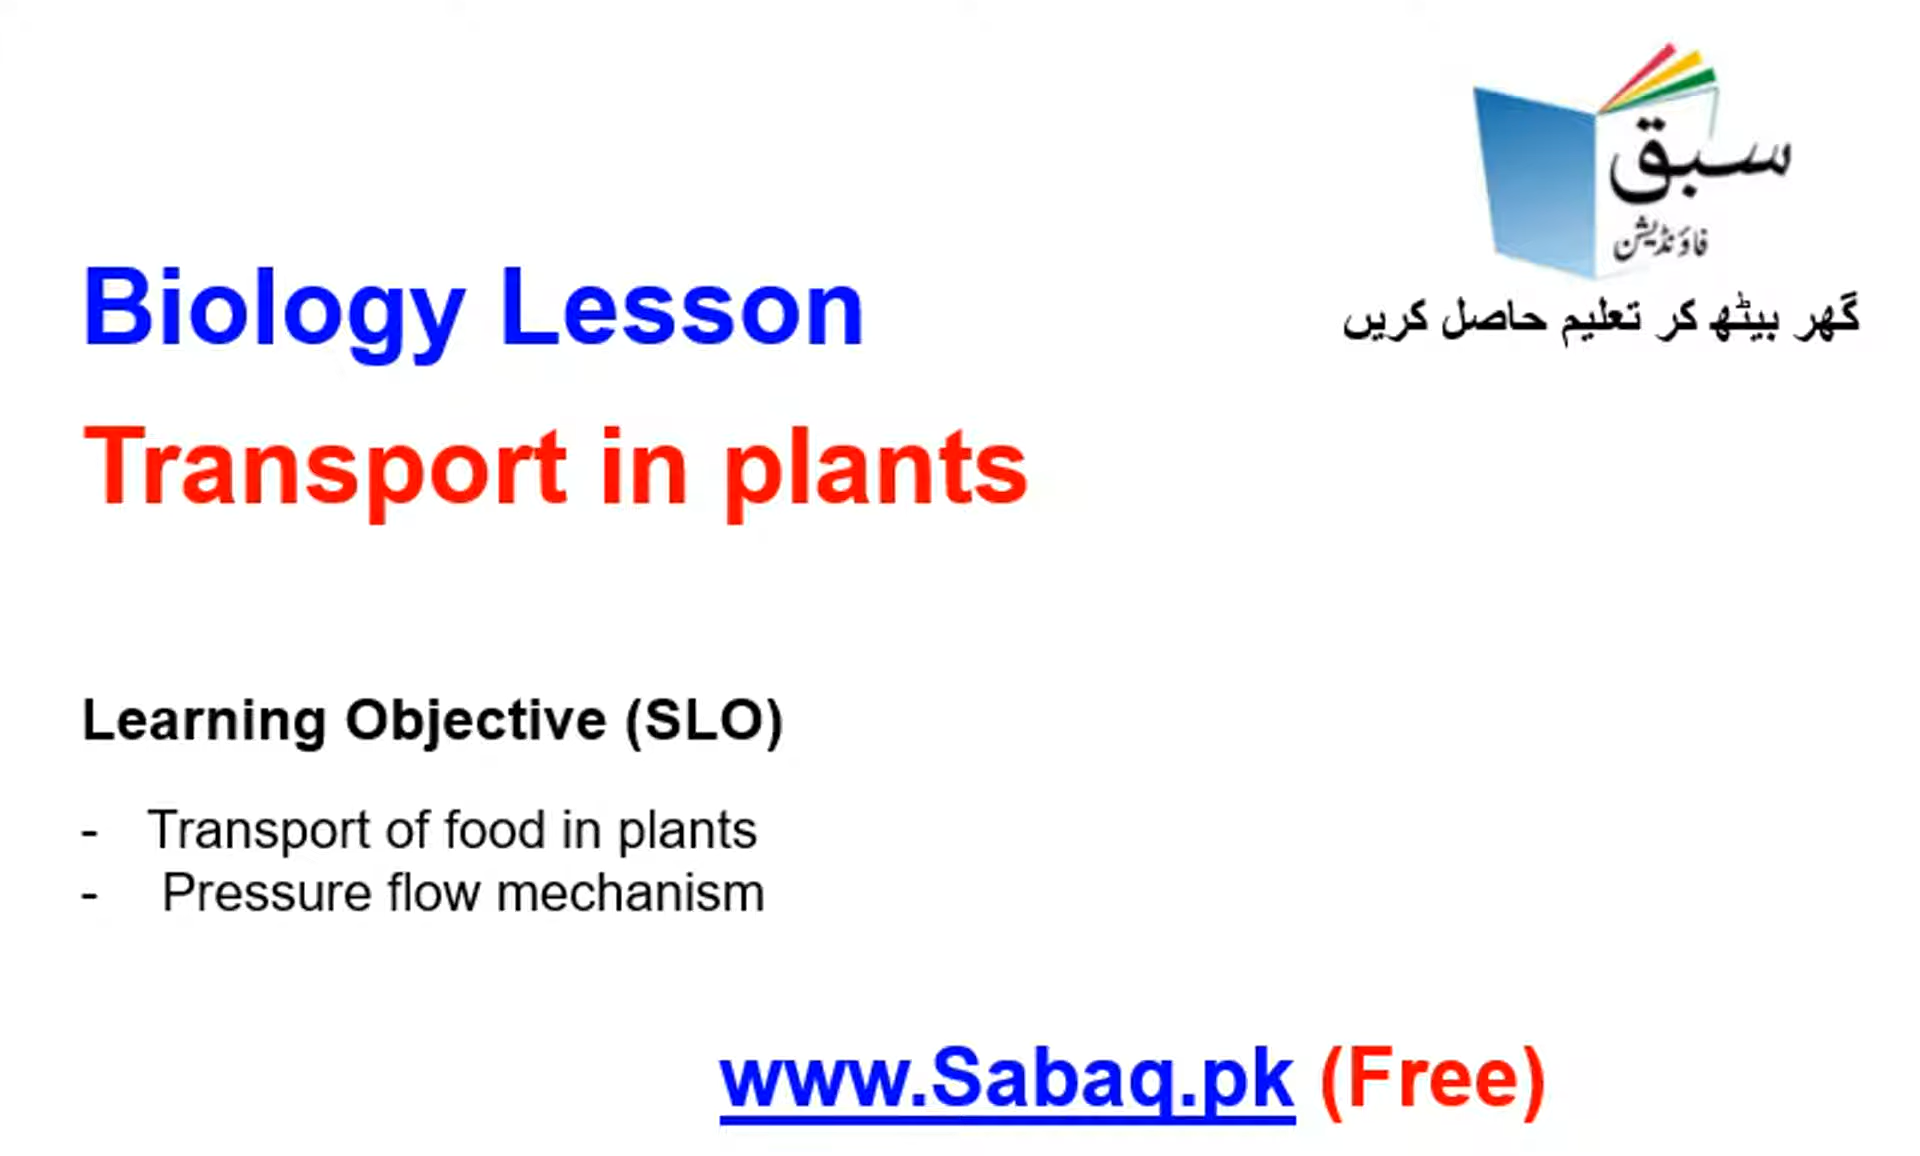 سبق
فاؤنڈیشن
گھر بیٹھ کر تعلیم حاصل کریں
Biology Lesson
Transport in plants
Learning Objective (SLO)
- Transport of food in plants
- Pressure flow mechanism
www.Sabaq.pk (Free)